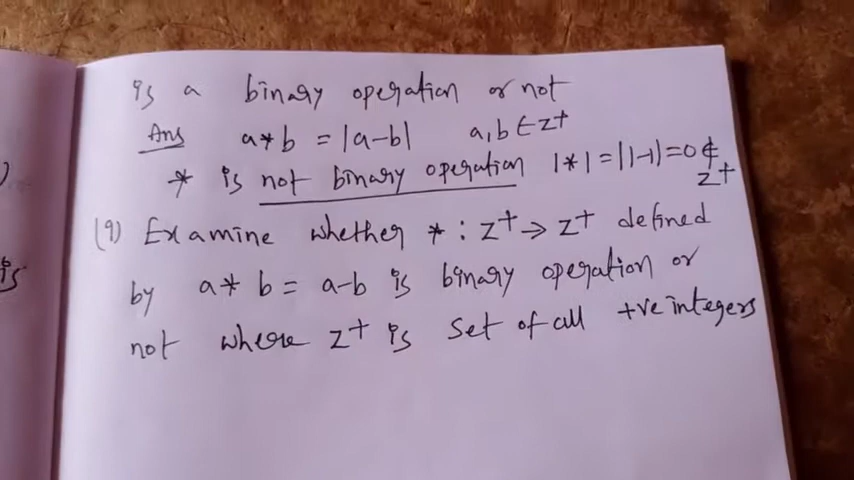 is a binary operation or not
Ans a*b = |a-b| a,b ∈ z+
* is not binary operation 1*1 = |1-1| = 0 ∉ z+
(9) Examine whether * : z+ → z+ defined
by a * b = a-b is binary operation or
not where z+ is set of all +ve integers
is